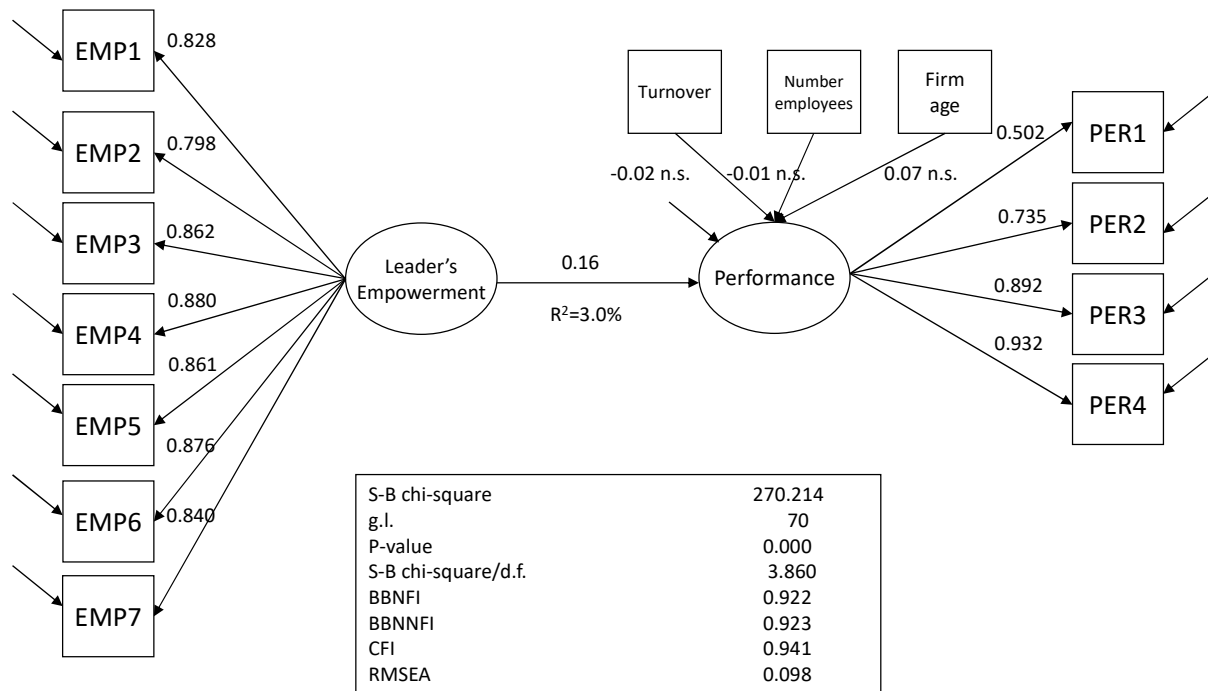 EMP1
0.828
EMP2
0.798
EMP3
0.862
EMP4
0.880
EMP5
0.861
EMP6
0.876
EMP7
0.840
Leader's
Empowerment
0.16
R²=3.0%
Turnover
Number
employees
Firm
age
-0.02 n.s.
-0.01 n.s.
0.07 n.s.
Performance
0.502
PER1
0.735
PER2
0.892
PER3
0.932
PER4
S-B chi-square 270.214
g.l. 70
P-value 0.000
S-B chi-square/d.f. 3.860
BBNFI 0.922
BBNNFI 0.923
CFI 0.941
RMSEA 0.098